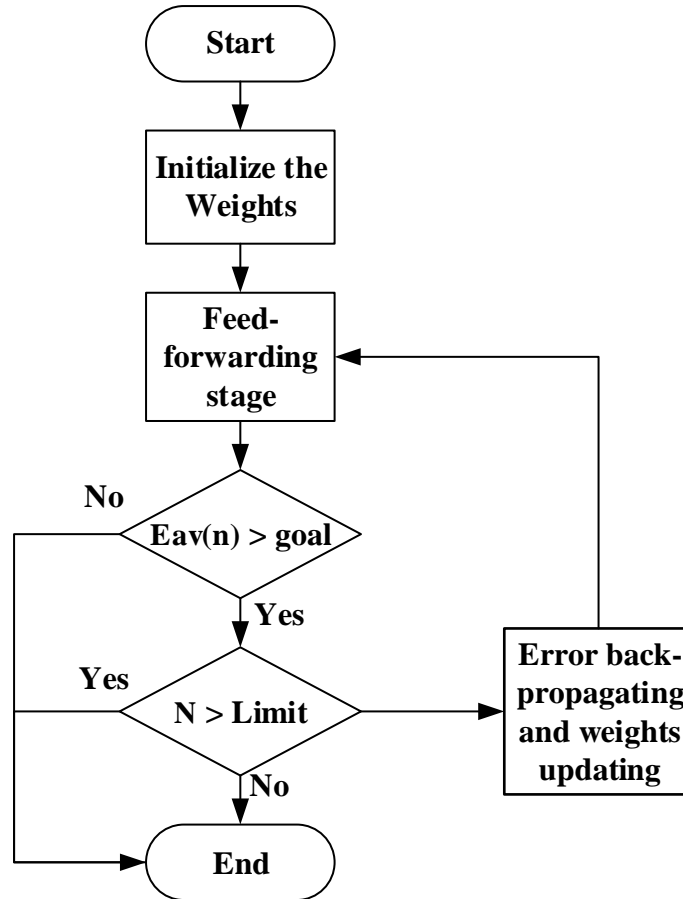 Start
Initialize the
Weights
Feed-
forwarding
stage
No
Eav(n) > goal
Yes
Yes
N > Limit
Error back-
propagating
and weights
updating
No
End